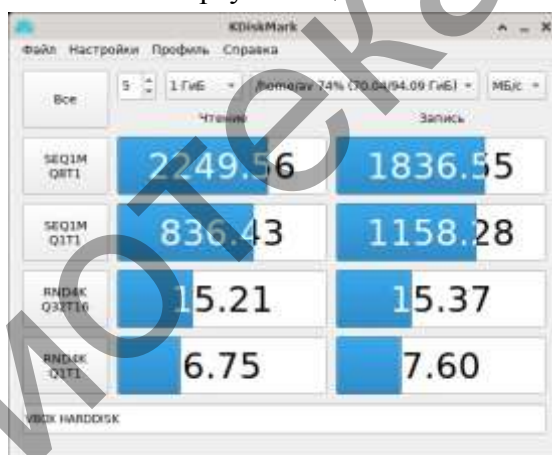 KDiskMark
Файл Настройки Профиль Справка
Все
5
1 ГиБ
74% (70.04/94.09 ГиБ)
МБ/с
Чтение
Запись
SEQ1M
Q8T1
2249.56
1836.55
SEQ1M
Q1T1
836.43
1158.28
RND4K
Q32T16
15.21
15.37
RND4K
Q1T1
6.75
7.60
VBOX HARDDISK